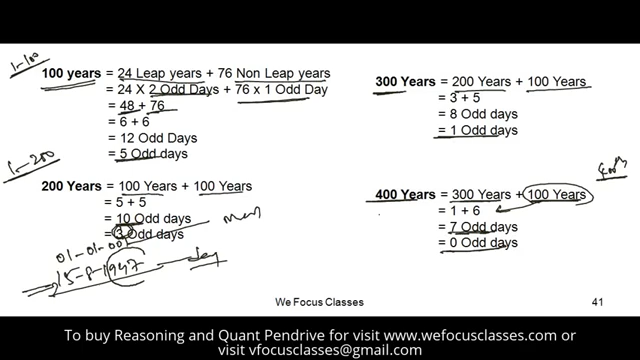 1-100
100 years = 24 Leap years + 76 Non Leap years
= 24 X 2 Odd Days + 76 x 1 Odd Day
= 48 + 76
= 6 + 6
= 12 Odd Days
= 5 Odd days
1-200
200 Years = 100 Years + 100 Years
= 5 + 5
= 10 Odd days
= 3 Odd days
01-01-001
15-8-1947
day
300 Years = 200 Years + 100 Years
= 3 + 5
= 8 Odd days
= 1 Odd days
400th
400 Years = 300 Years + 100 Years
= 1 + 6
= 7 Odd days
= 0 Odd days
We Focus Classes
41
To buy Reasoning and Quant Pendrive for visit www.wefocusclasses.com or
visit vfocusclasses@gmail.com